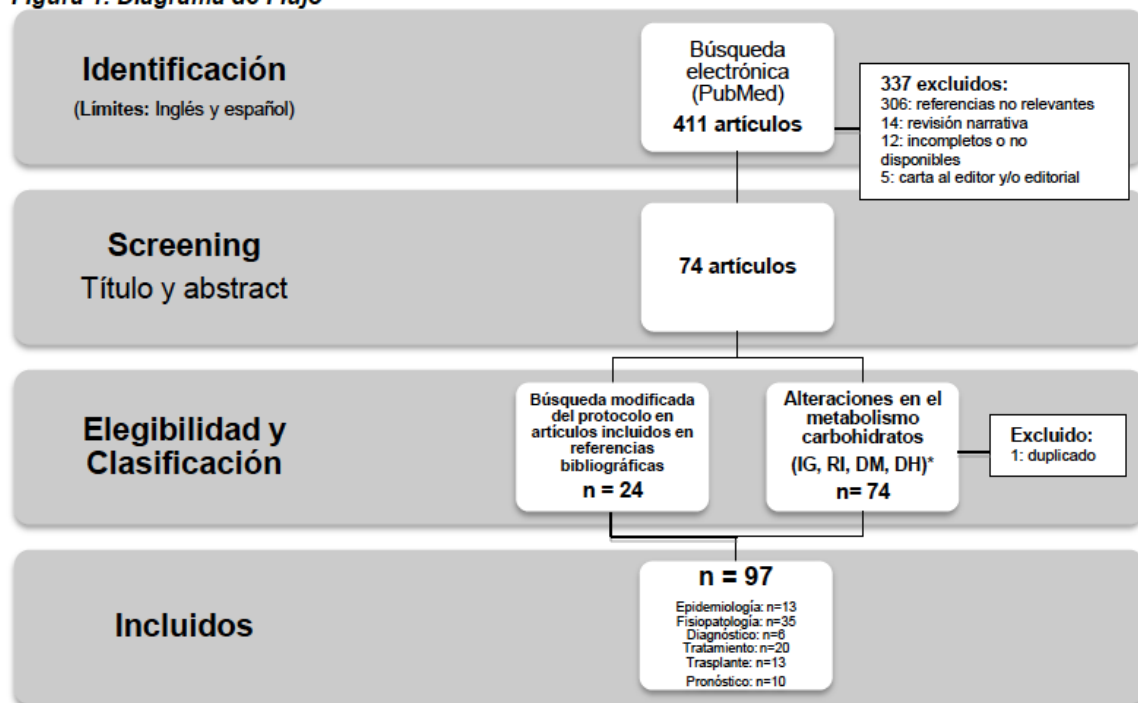 Figura 1. Diagrama de Flujo
Identificación
(Límites: Inglés y español)
Búsqueda
electrónica
(PubMed)
411 artículos
337 excluidos:
306: referencias no relevantes
14: revisión narrativa
12: incompletos o no
disponibles
5: carta al editor y/o editorial
Screening
Título y abstract
74 artículos
Elegibilidad y
Clasificación
Búsqueda modificada
del protocolo en
artículos incluidos en
referencias
bibliográficas
n = 24
Alteraciones en el
metabolismo
carbohidratos
(IG, RI, DM, DH)*
n= 74
Excluido:
1: duplicado
Incluidos
n = 97
Epidemiología: n=13
Fisiopatología: n=35
Diagnóstico: n=6
Tratamiento: n=20
Trasplante: n=13
Pronóstico: n=10